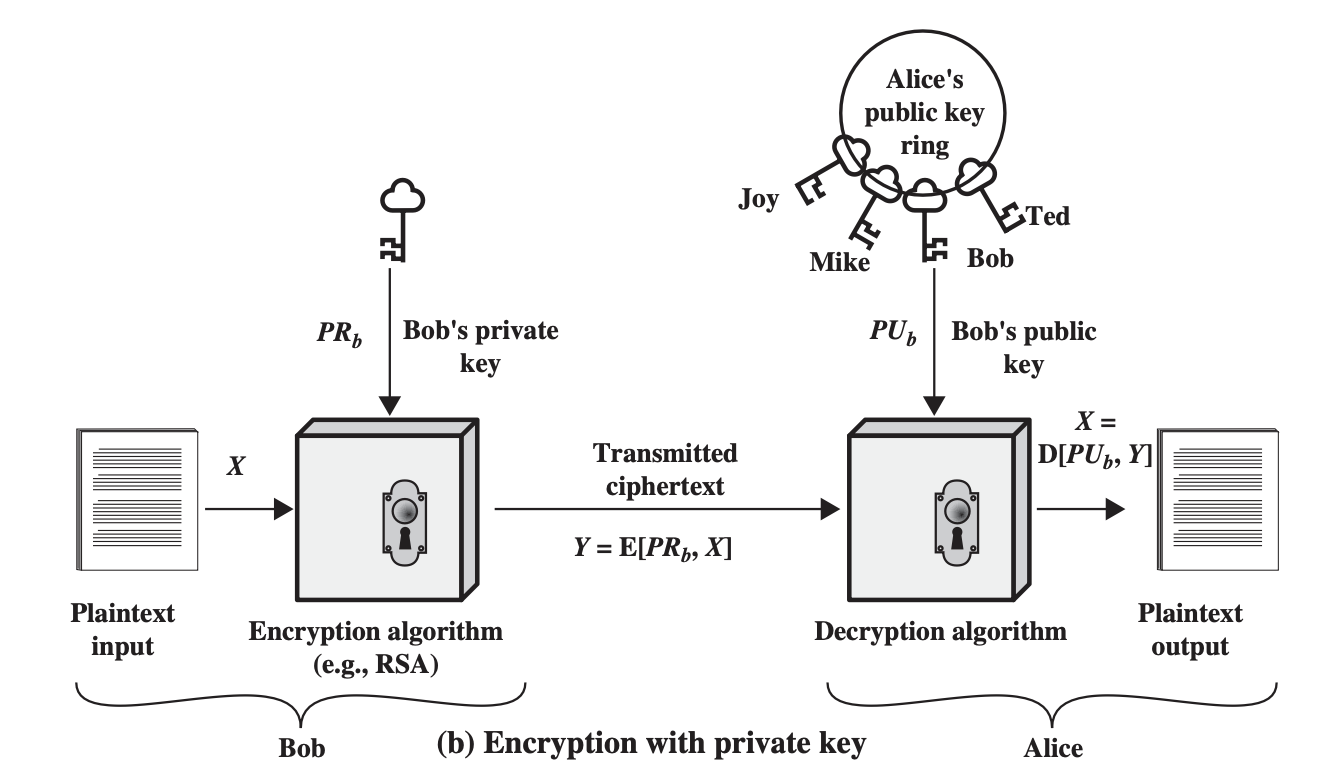 Alice's
public key
ring
Joy
Ted
Mike
Bob
PRb
Bob's private
key
PUb
Bob's public
key
X
Transmitted
ciphertext
X =
D[PUb, Y]
Y = E[PRb, X]
Plaintext
input
Encryption algorithm
(e.g., RSA)
Decryption algorithm
Plaintext
output
Bob
(b) Encryption with private key
Alice